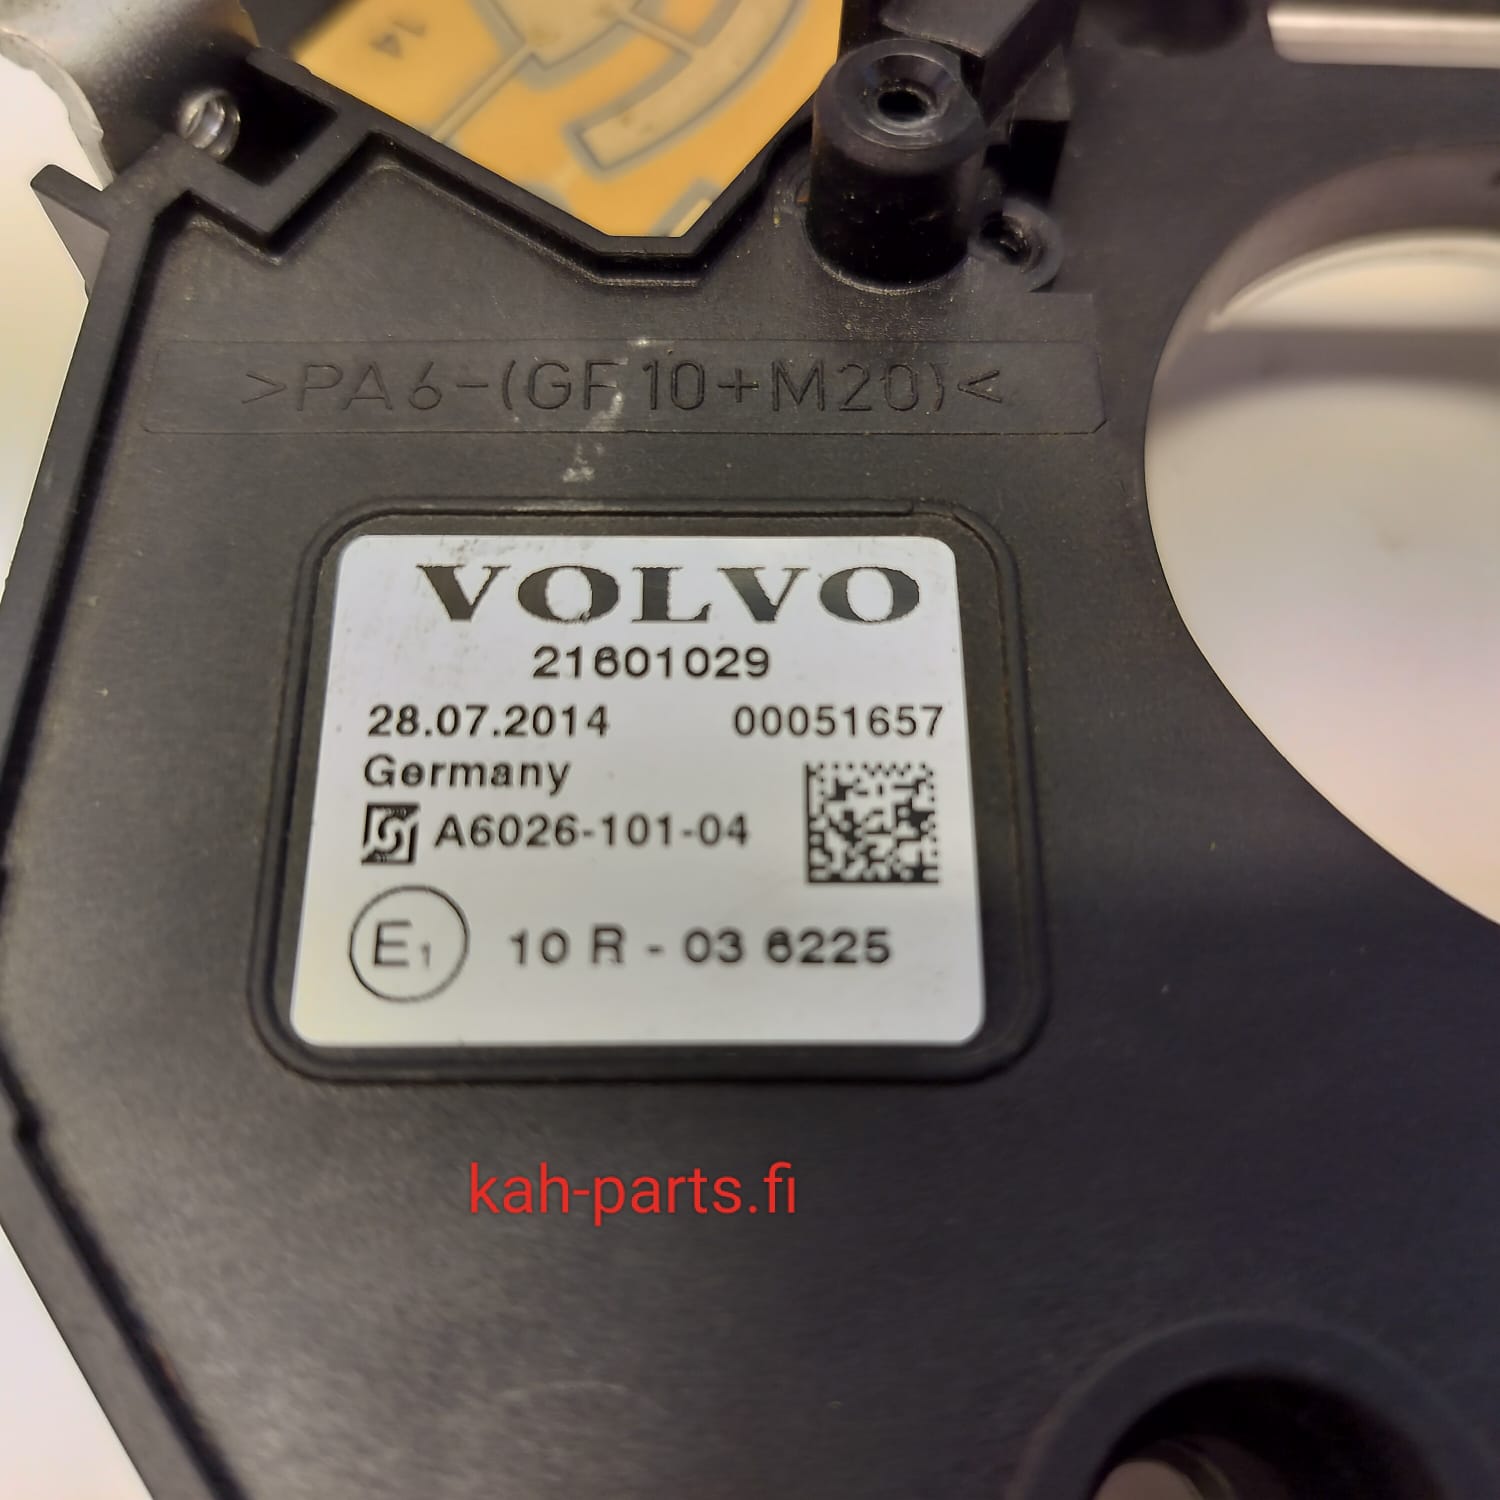 14
>PA6-(GF10+M20)<
VOLVO
21601029
28.07.2014 00051657
Germany
A6026-101-04
E1 10 R - 03 6225
kah-parts.fi